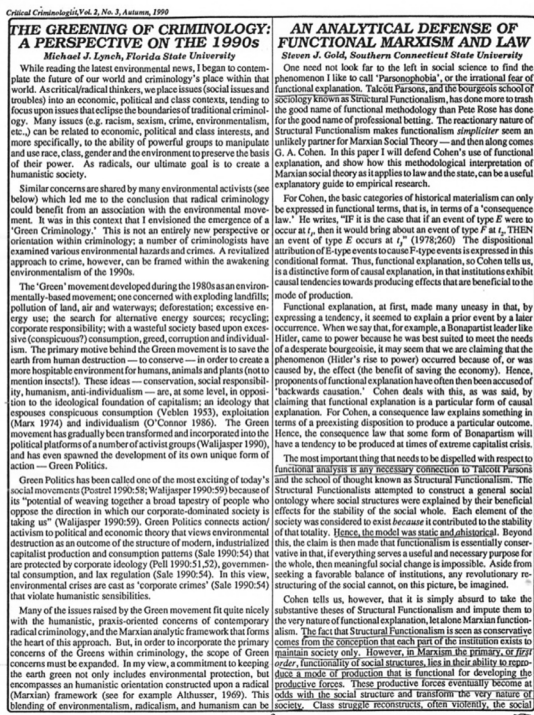 Critical Criminologist, Vol. 2, No. 3, Autumn, 1990
THE GREENING OF CRIMINOLOGY:
A PERSPECTIVE ON THE 1990s
Michael J. Lynch, Florida State University
While reading the latest environmental news, I began to contem-
plate the future of our world and criminology's place within that
world. As critical/radical thinkers, we place issues (social issues and
troubles) into an economic, political and class contexts, tending to
focus upon issues that eclipse the boundaries of traditional criminol-
ogy. Many issues (e.g. racism, sexism, crime, environmentalism,
etc.,) can be related to economic, political and class interests, and
more specifically, to the ability of powerful groups to manipulate
and use race, class, gender and the environment to preserve the basis
of their power. As radicals, our ultimate goal is to create a
humanistic society.
Similar concerns are shared by many environmental activists (see
below) which led me to the conclusion that radical criminology
could benefit from an association with the environmental move-
ment. It was in this context that I envisioned the emergence of a
'Green Criminology.' This is not an entirely new perspective or
orientation within criminology; a number of criminologists have
examined various environmental hazards and crimes. A revitalized
approach to crime, however, can be framed within the awakening
environmentalism of the 1990s.
The 'Green' movement developed during the 1980s as an environ-
mentally-based movement; one concerned with exploding landfills;
pollution of land, air and waterways; deforestation; excessive en-
ergy use; the search for alternative energy sources; recycling;
corporate responsibility; with a wasteful society based upon exces-
sive (conspicuous?) consumption, greed, corruption and individual-
ism. The primary motive behind the Green movement is to save the
earth from human destruction — to conserve — in order to create a
more hospitable environment for humans, animals and plants (not to
mention insects!). These ideas — conservation, social responsibil-
ity, humanism, anti-individualism — are, at some level, in opposi-
tion to the ideological foundation of capitalism; an ideology that
espouses conspicuous consumption (Veblen 1953), exploitation
(Marx 1974) and individualism (O'Connor 1986). The Green
movement has gradually been transformed and incorporated into the
political platforms of a number of activist groups (Walijasper 1990),
and has even spawned the development of its own unique form of
action — Green Politics.
Green Politics has been called one of the most exciting of today's
social movements (Postrel 1990:58; Walijasper 1990:59) because of
its "potential of weaving together a broad tapestry of people who
oppose the direction in which our corporate-dominated society is
taking us" (Walijasper 1990:59). Green Politics connects action/
activism to political and economic theory that views environmental
destruction as an outcome of the structure of modern, industrialized
capitalist production and consumption patterns (Sale 1990:54) that
are protected by corporate ideology (Pell 1990:51,52), governmen-
tal consumption, and lax regulation (Sale 1990:54). In this view,
environmental crises are cast as 'corporate crimes' (Sale 1990:54)
that violate humanistic sensibilities.
Many of the issues raised by the Green movement fit quite nicely
with the humanistic, praxis-oriented concerns of contemporary
radical criminology, and the Marxian analytic framework that forms
the heart of this approach. But, in order to incorporate the primary
concerns of the Greens within criminology, the scope of Green
concerns must be expanded. In my view, a commitment to keeping
the earth green not only includes environmental protection, but
encompasses an humanistic orientation constructed upon a radical
(Marxian) framework (see for example Althusser, 1969). This
blending of environmentalism, radicalism, and humanism can be
AN ANALYTICAL DEFENSE OF
FUNCTIONAL MARXISM AND LAW
Steven J. Gold, Southern Connecticut State University
One need not look far to the left in social science to find the
phenomenon I like to call 'Parsonophobia', or the irrational fear of
functional explanation. Talcott Parsons, and the bourgeois school of
sociology known as Structural Functionalism, has done more to trash
the good name of functional methodology than Pete Rose has done
for the good name of professional betting. The reactionary nature of
Structural Functionalism makes functionalism simpliciter seem an
unlikely partner for Marxian Social Theory — and then along comes
G. A. Cohen. In this paper I will defend Cohen's use of functional
explanation, and show how this methodological interpretation of
Marxian social theory as it applies to law and the state, can be a useful
explanatory guide to empirical research.
For Cohen, the basic categories of historical materialism can only
be expressed in functional terms, that is, in terms of a 'consequence
law.' He writes, "IF it is the case that if an event of type E were to
occur at t₁, then it would bring about an event of type F at t₂, THEN
an event of type E occurs at t₃" (1978;260) The dispositional
attribution of E-type events to cause F-type events is expressed in this
conditional format. Thus, functional explanation, so Cohen tells us,
is a distinctive form of causal explanation, in that institutions exhibit
causal tendencies towards producing effects that are beneficial to the
mode of production.
Functional explanation, at first, made many uneasy in that, by
expressing a tendency, it seemed to explain a prior event by a later
occurrence. When we say that, for example, a Bonapartist leader like
Hitler, came to power because he was best suited to meet the needs
of a desperate bourgeoisie, it may seem that we are claiming that the
phenomenon (Hitler's rise to power) occurred because of, or was
caused by, the effect (the benefit of saving the economy). Hence,
proponents of functional explanation have often then been accused of
'backwards causation.' Cohen deals with this, as was said, by
claiming that functional explanation is a particular form of causal
explanation. For Cohen, a consequence law explains something in
terms of a preexisting disposition to produce a particular outcome.
Hence, the consequence law that some form of Bonapartism will
have a tendency to be produced at times of extreme capitalist crisis.
The most important thing that needs to be dispelled with respect to
functional analysis is any necessary connection to Talcott Parsons
and the school of thought known as Structural Functionalism. The
Structural Functionalists attempted to construct a general social
ontology where social structures were explained by their beneficial
effects for the stability of the social whole. Each element of the
society was considered to exist because it contributed to the stability
of that totality. Hence, the model was static and ahistorical. Beyond
this, the claim is then made that functionalism is essentially conser-
vative in that, if everything serves a useful and necessary purpose for
the whole, then meaningful social change is impossible. Aside from
seeking a favorable balance of institutions, any revolutionary re-
structuring of the social cannot, on this picture, be imagined.
Cohen tells us, however, that it is simply absurd to take the
substantive theses of Structural Functionalism and impute them to
the very nature of functional explanation, let alone Marxian function-
alism. The fact that Structural Functionalism is seen as conservative
comes from the conception that each part of the institution exists to
maintain society only. However, in Marxism the primary, or first
order, functionality of social structures, lies in their ability to repro-
duce a mode of production that is functional for developing the
productive forces. These productive forces eventually become at
odds with the social structure and transform the very nature of
society. Class struggle reconstructs, often violently, the social